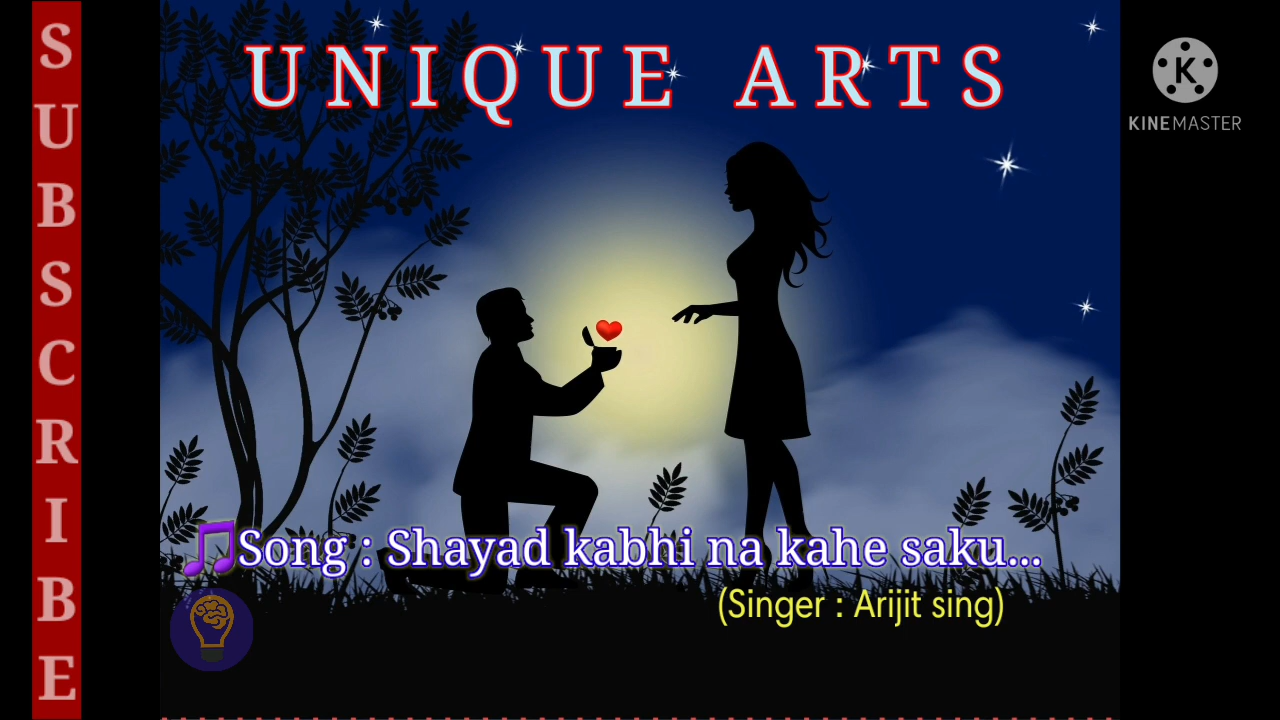 SUBSCRIBE
UNIQUE ARTS
K
KINEMASTER
Song : Shayad kabhi na kahe saku...
(Singer : Arijit sing)